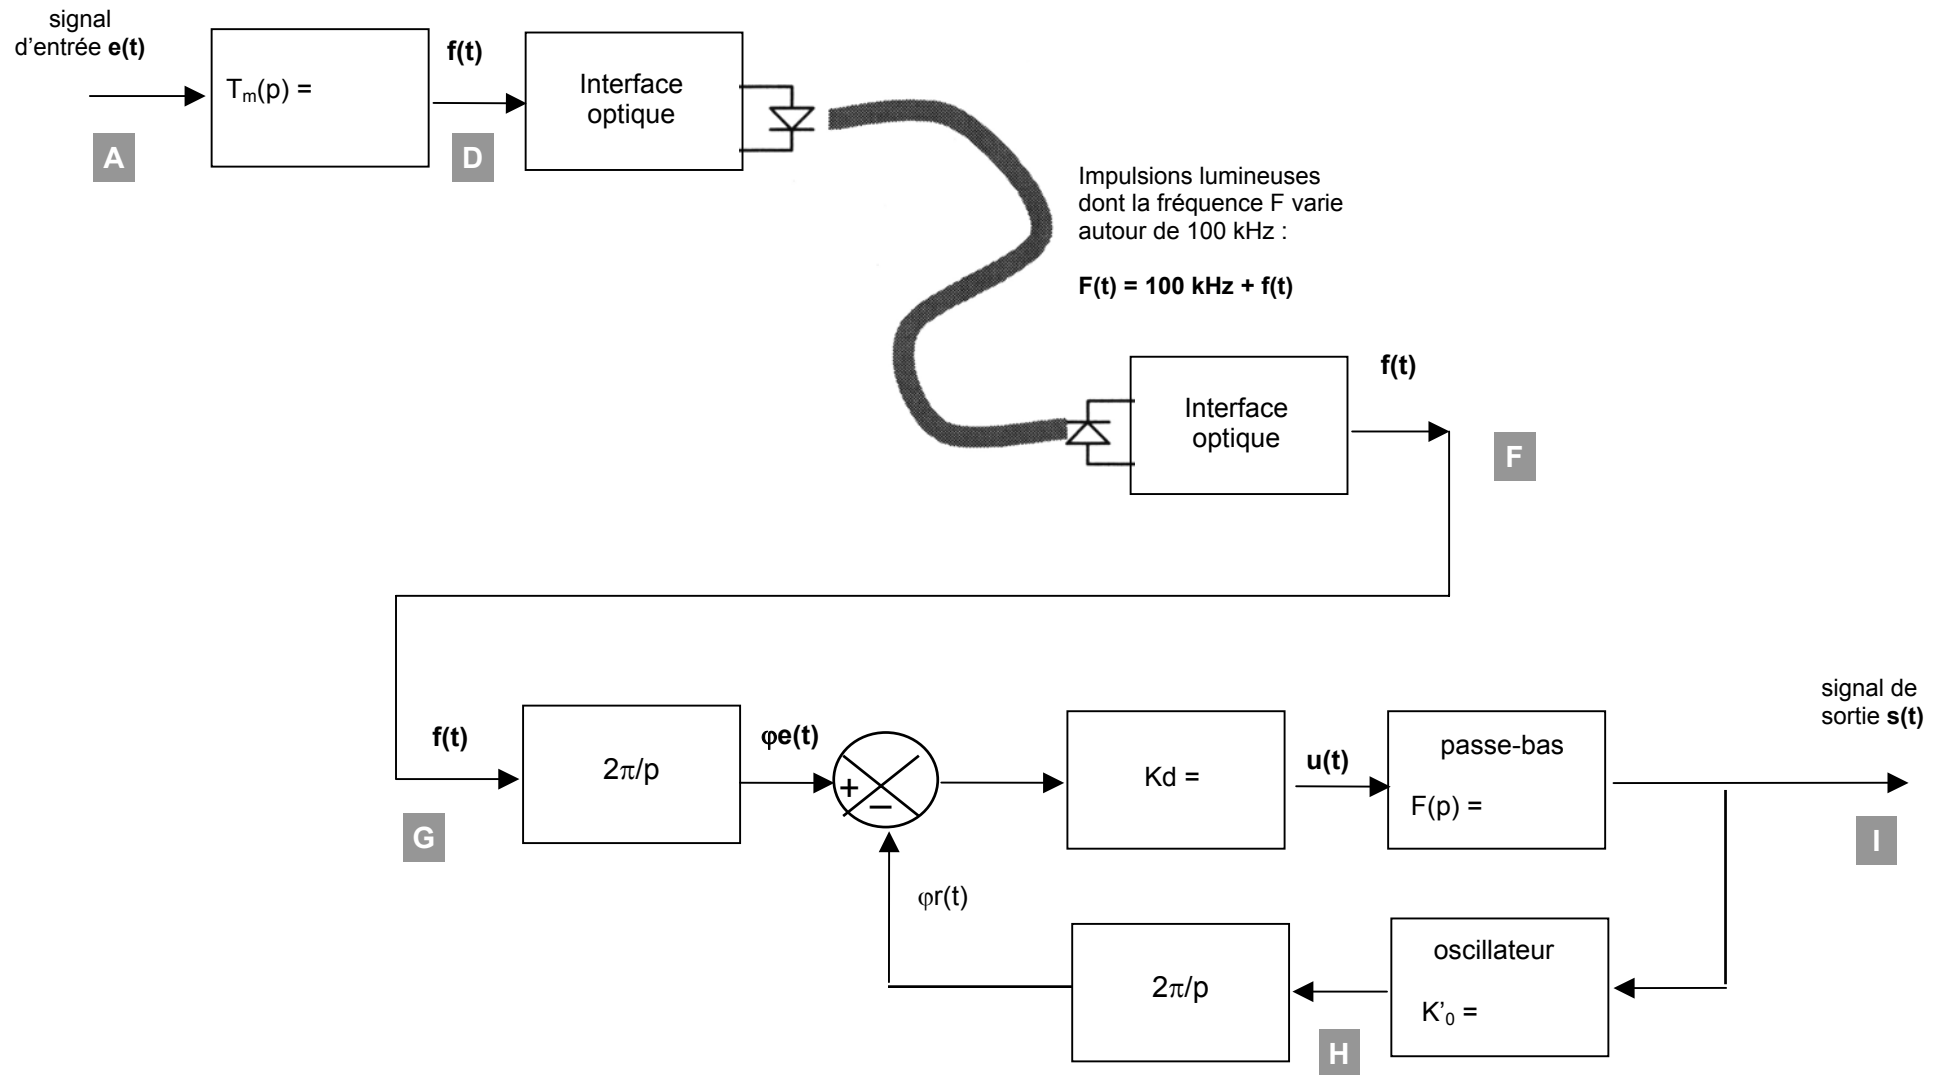 signal
d’entrée e(t)
A
Tm(p) =
f(t)
D
Interface
optique
Impulsions lumineuses
dont la fréquence F varie
autour de 100 kHz :
F(t) = 100 kHz + f(t)
Interface
optique
f(t)
F
f(t)
G
2π/p
φe(t)
+
−
Kd =
u(t)
passe-bas
F(p) =
signal de
sortie s(t)
I
φr(t)
2π/p
H
oscillateur
K’0 =